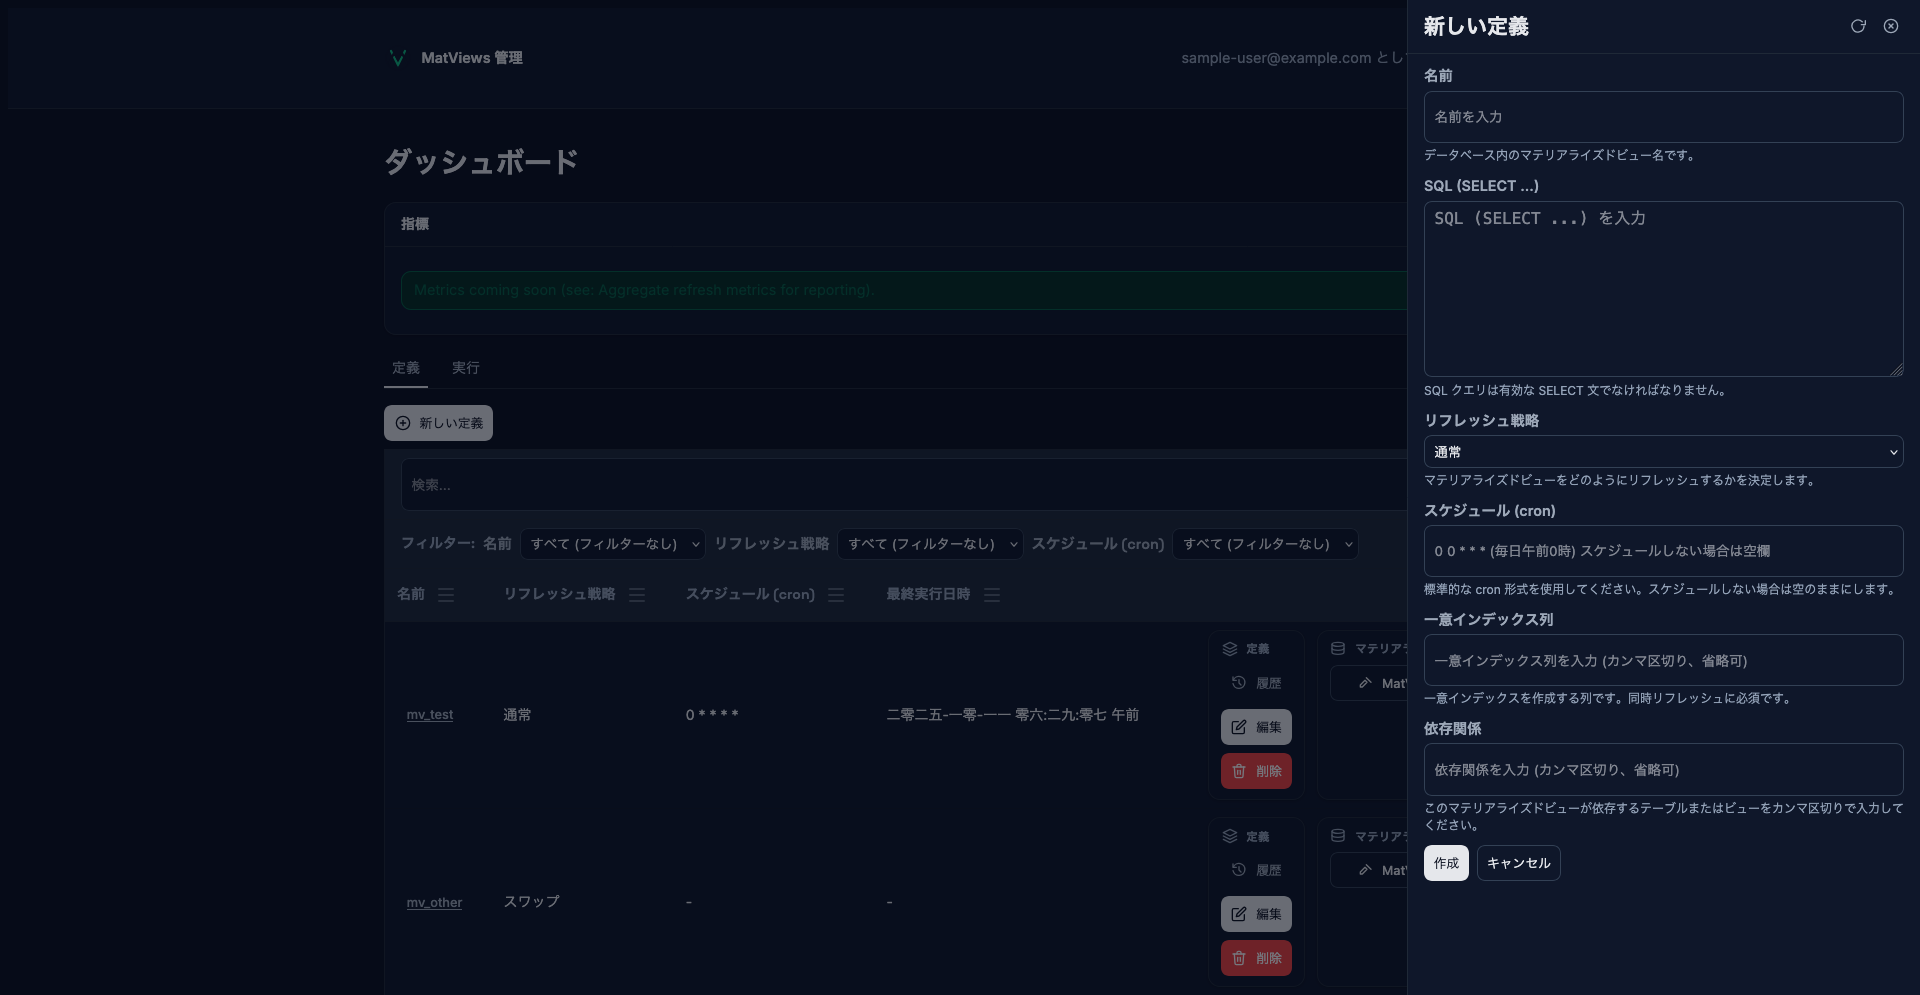 MatViews 管理
sample-user@example.com とし
ダッシュボード
指標
Metrics coming soon (see: Aggregate refresh metrics for reporting).
定義
実行
新しい定義
検索...
フィルター: 名前 すべて (フィルターなし) リフレッシュ戦略 すべて (フィルターなし) スケジュール (cron) すべて (フィルターなし)
名前 リフレッシュ戦略 スケジュール (cron) 最終実行日時
mv_test 通常 0 * * * * 二零二五-一零-一一 零六:二九:零七 午前
定義
履歴
編集
削除
マテリアラ
Mat
mv_other スワップ - -
定義
履歴
編集
削除
マテリアラ
Mat
新しい定義
名前
名前を入力
データベース内のマテリアライズドビュー名です。
SQL (SELECT ...)
SQL (SELECT ...) を入力
SQL クエリは有効な SELECT 文でなければなりません。
リフレッシュ戦略
通常
マテリアライズドビューをどのようにリフレッシュするかを決定します。
スケジュール (cron)
0 0 * * * (毎日午前0時) スケジュールしない場合は空欄
標準的な cron 形式を使用してください。スケジュールしない場合は空のままにします。
一意インデックス列
一意インデックス列を入力 (カンマ区切り、省略可)
一意インデックスを作成する列です。同時リフレッシュに必須です。
依存関係
依存関係を入力 (カンマ区切り、省略可)
このマテリアライズドビューが依存するテーブルまたはビューをカンマ区切りで入力して
ください。
作成
キャンセル